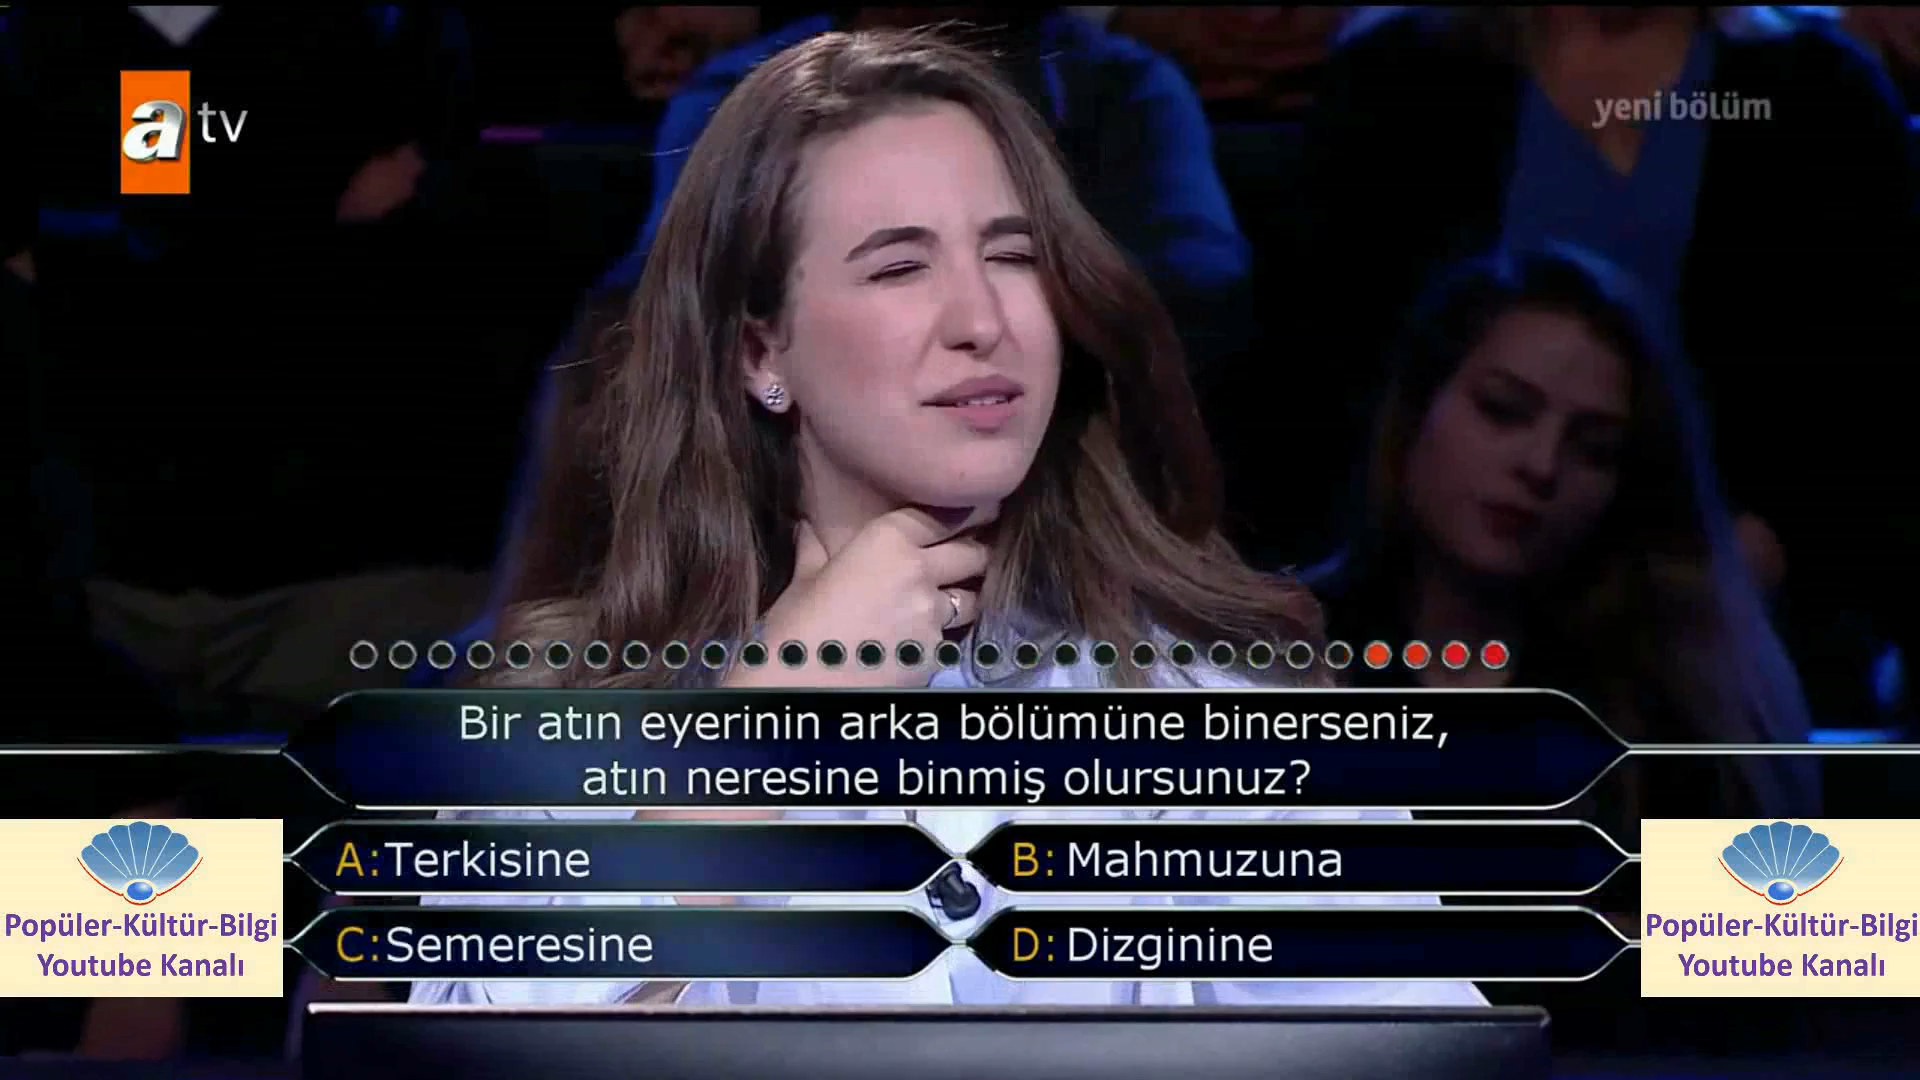 a tv
yeni bölüm
Bir atın eyerinin arka bölümüne binerseniz,
atın neresine binmiş olursunuz?
A: Terkisine
B: Mahmuzuna
C: Semeresine
D: Dizginine
Popüler-Kültür-Bilgi
Youtube Kanalı
Popüler-Kültür-Bilgi
Youtube Kanalı